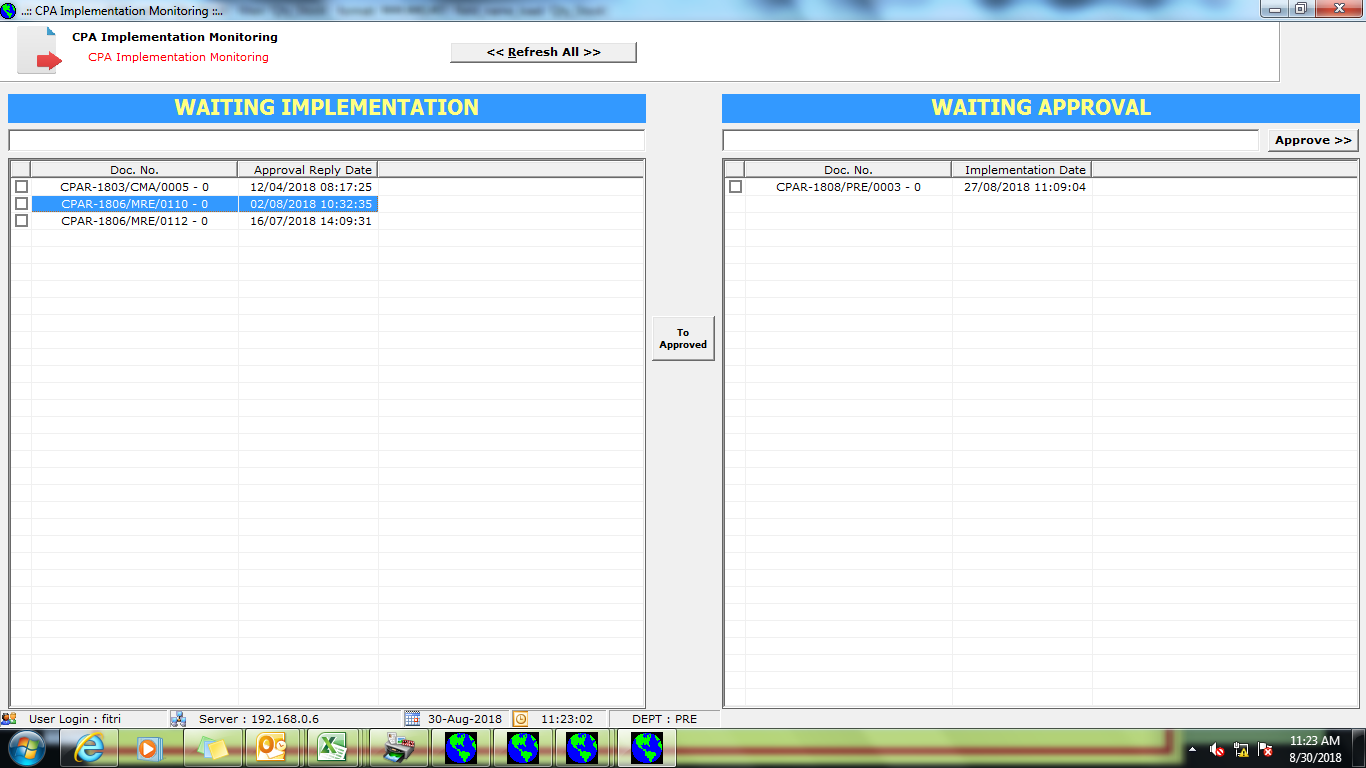 ..:: CPA Implementation Monitoring ::..
CPA Implementation Monitoring
CPA Implementation Monitoring
<< Refresh All >>
WAITING IMPLEMENTATION
Doc. No. Approval Reply Date
CPAR-1803/CMA/0005 - 0 12/04/2018 08:17:25
CPAR-1806/MRE/0110 - 0 02/08/2018 10:32:35
CPAR-1806/MRE/0112 - 0 16/07/2018 14:09:31
To
Approved
WAITING APPROVAL
Approve >>
Doc. No. Implementation Date
CPAR-1808/PRE/0003 - 0 27/08/2018 11:09:04
User Login : fitri Server : 192.168.0.6 30-Aug-2018 11:23:02 DEPT : PRE
11:23 AM
8/30/2018